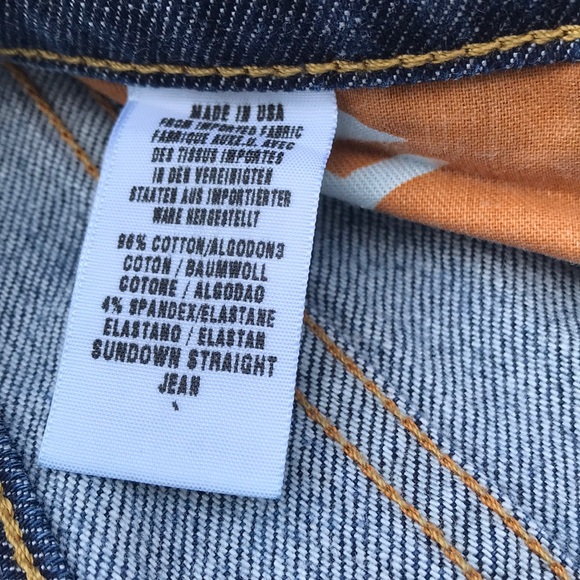 MADE IN USA
FROM IMPORTED FABRIC
FABRIQUE AUX E.U. AVEC
DES TISSUS IMPORTES
IN DEN VEREINIGTEN
STAATEN AUS IMPORTIERTER
WARE HERGESTELLT
96% COTTON/ALGODON3
COTON / BAUMWOLL
COTONE / ALGODAO
4% SPANDEX/ELASTANE
ELASTANO / ELASTAN
SUNDOWN STRAIGHT
JEAN